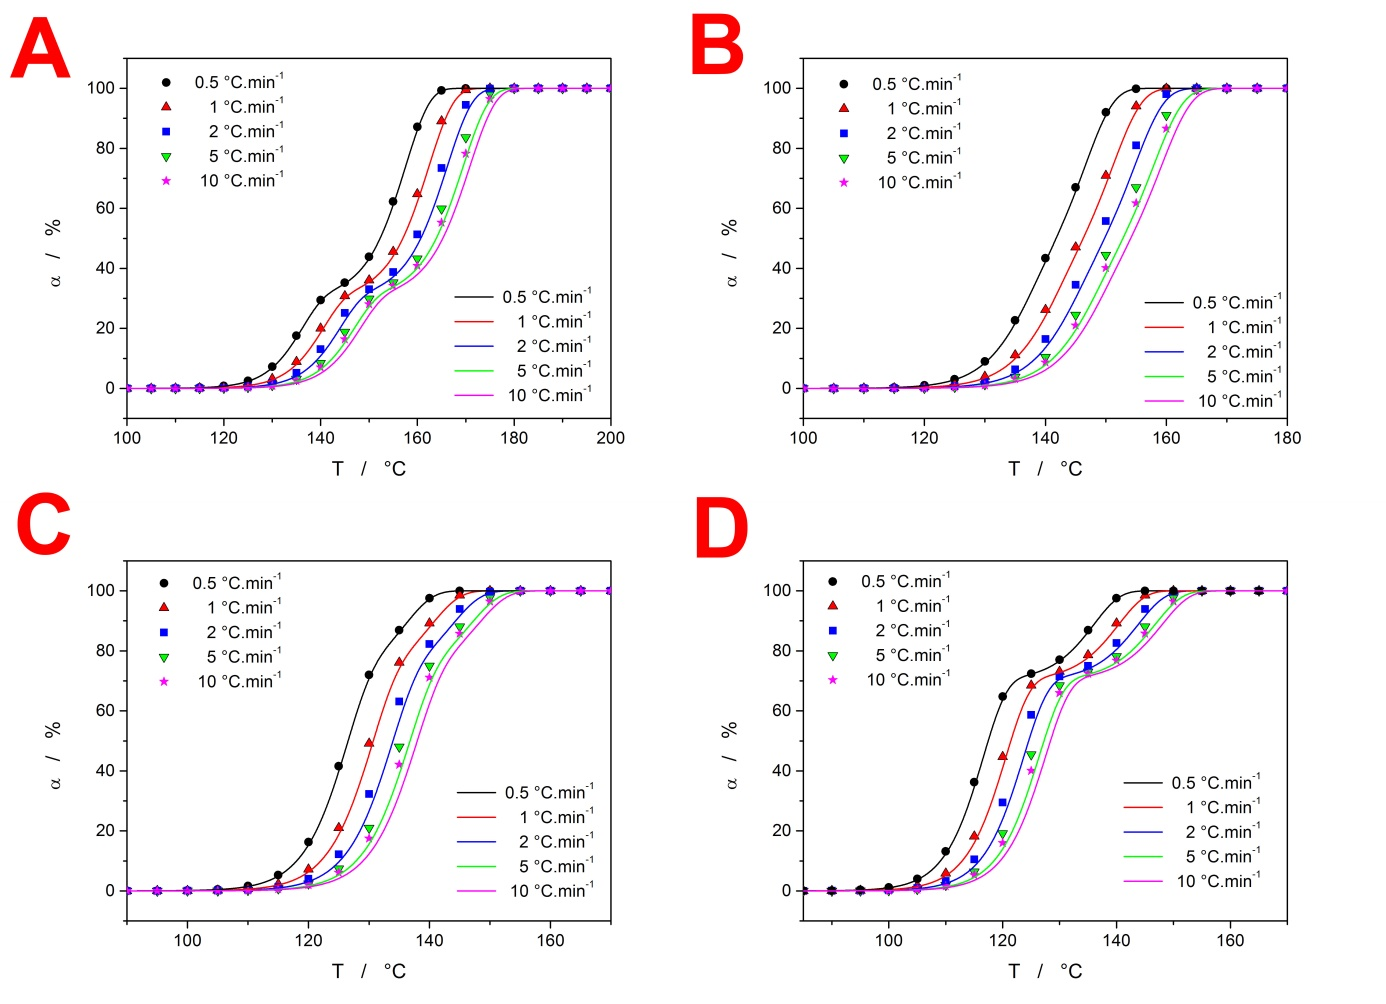 A
100
80
60
40
20
0
α / %
0.5 °C.min⁻¹
1 °C.min⁻¹
2 °C.min⁻¹
5 °C.min⁻¹
10 °C.min⁻¹
0.5 °C.min⁻¹
1 °C.min⁻¹
2 °C.min⁻¹
5 °C.min⁻¹
10 °C.min⁻¹
100 120 140 160 180 200
T / °C
B
100
80
60
40
20
0
α / %
0.5 °C.min⁻¹
1 °C.min⁻¹
2 °C.min⁻¹
5 °C.min⁻¹
10 °C.min⁻¹
0.5 °C.min⁻¹
1 °C.min⁻¹
2 °C.min⁻¹
5 °C.min⁻¹
10 °C.min⁻¹
100 120 140 160 180
T / °C
C
100
80
60
40
20
0
α / %
0.5 °C.min⁻¹
1 °C.min⁻¹
2 °C.min⁻¹
5 °C.min⁻¹
10 °C.min⁻¹
0.5 °C.min⁻¹
1 °C.min⁻¹
2 °C.min⁻¹
5 °C.min⁻¹
10 °C.min⁻¹
100 120 140 160
T / °C
D
100
80
60
40
20
0
α / %
0.5 °C.min⁻¹
1 °C.min⁻¹
2 °C.min⁻¹
5 °C.min⁻¹
10 °C.min⁻¹
0.5 °C.min⁻¹
1 °C.min⁻¹
2 °C.min⁻¹
5 °C.min⁻¹
10 °C.min⁻¹
100 120 140 160
T / °C